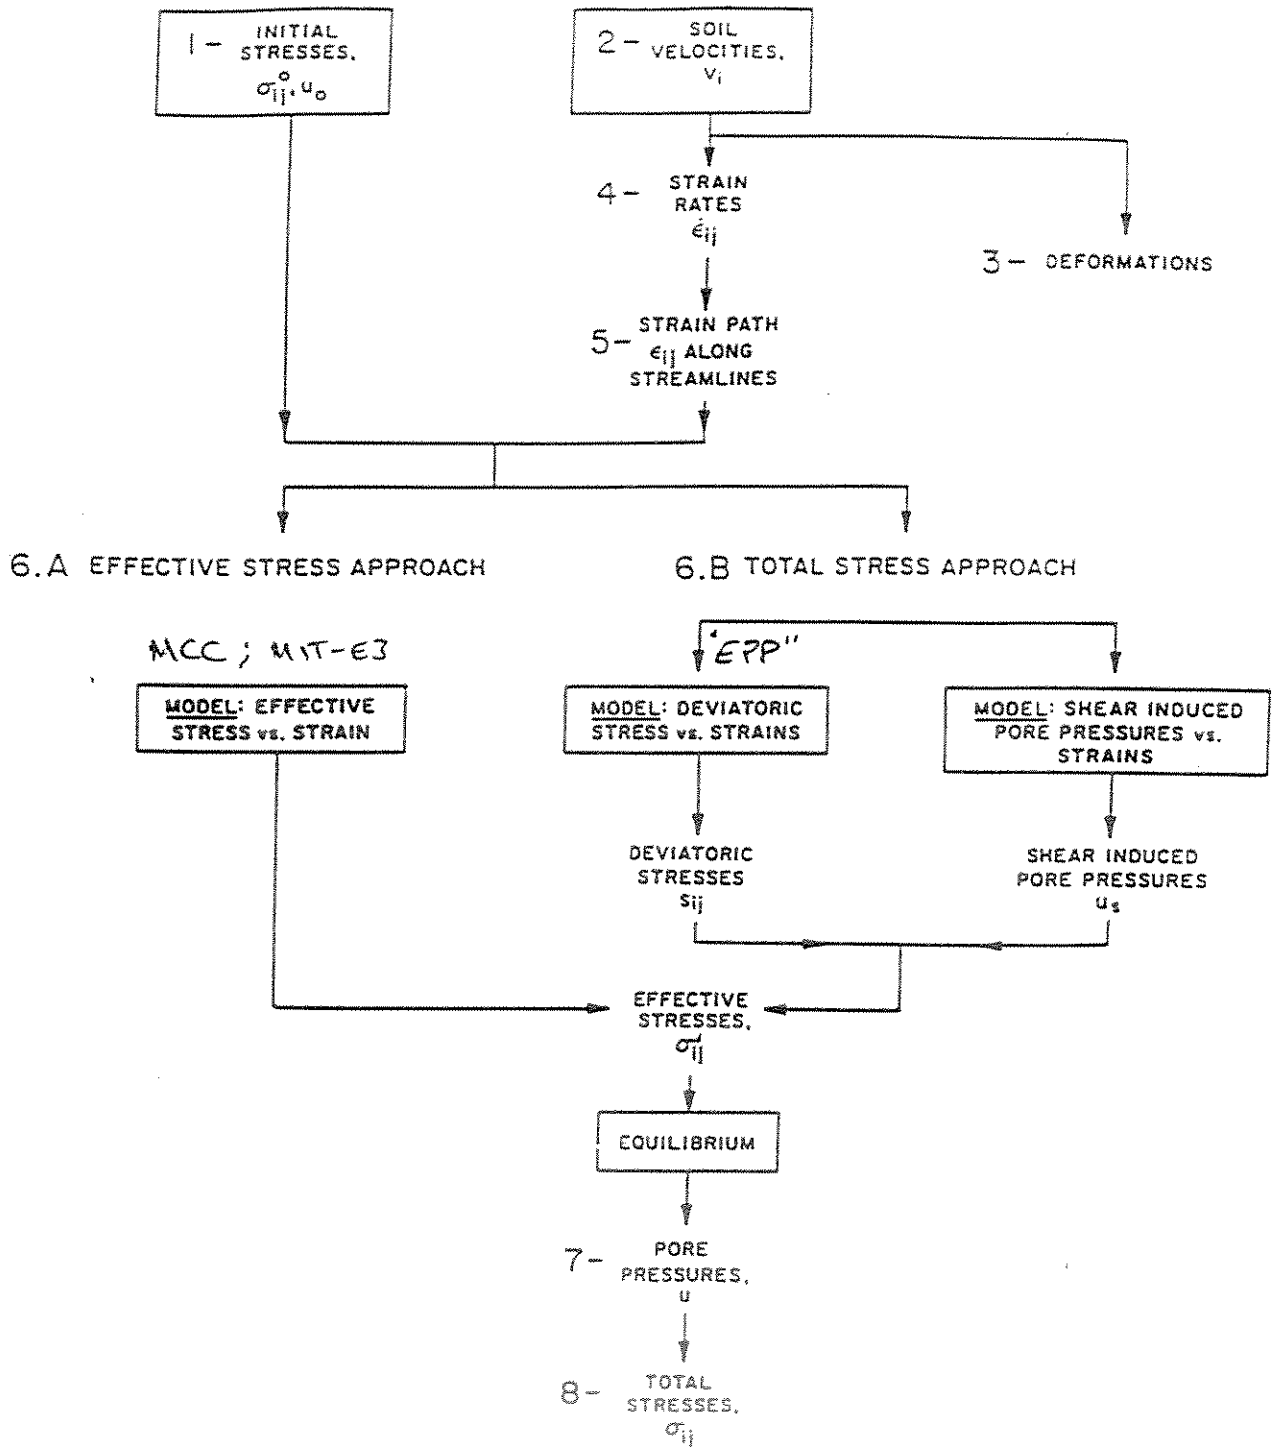 1- INITIAL
STRESSES,
σ°ij, uo
2- SOIL
VELOCITIES,
vi
4- STRAIN
RATES
ε̇ij
3- DEFORMATIONS
5- STRAIN PATH
εij ALONG
STREAMLINES
6.A EFFECTIVE STRESS APPROACH
6.B TOTAL STRESS APPROACH
MCC; MIT-E3
"EPP"
MODEL: EFFECTIVE
STRESS vs. STRAIN
MODEL: DEVIATORIC
STRESS vs. STRAINS
MODEL: SHEAR INDUCED
PORE PRESSURES vs.
STRAINS
DEVIATORIC
STRESSES
sij
SHEAR INDUCED
PORE PRESSURES
us
EFFECTIVE
STRESSES,
σ'ij
EQUILIBRIUM
7- PORE
PRESSURES,
u
8- TOTAL
STRESSES,
σij